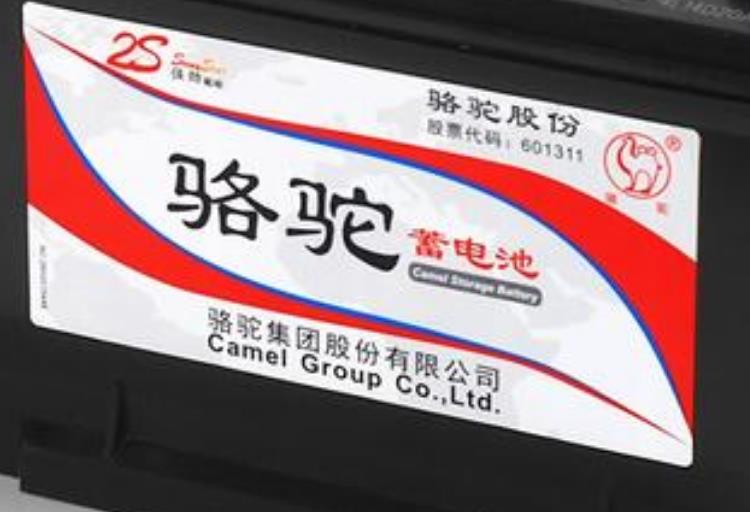 2S
骆驼股份
股票代码：601311
®
骆驼
蓄电池
Camel Storage Battery
骆驼集团股份有限公司
Camel Group Co.,Ltd.